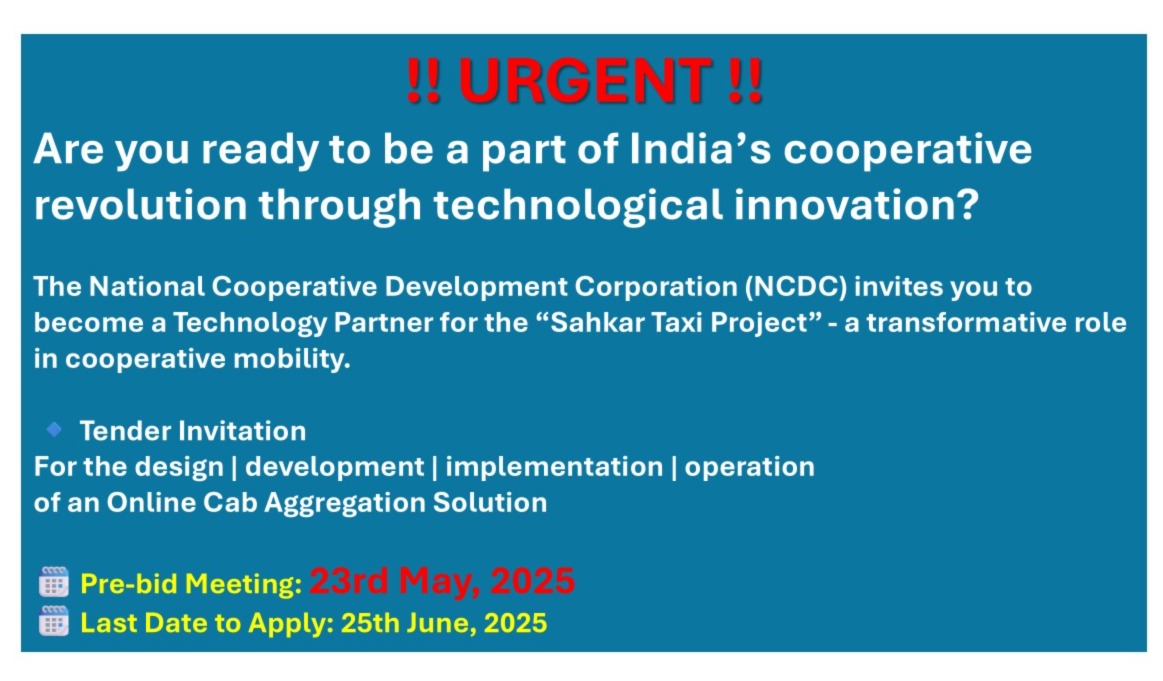 !! URGENT !!
Are you ready to be a part of India’s cooperative
revolution through technological innovation?
The National Cooperative Development Corporation (NCDC) invites you to
become a Technology Partner for the “Sahkar Taxi Project” - a transformative role
in cooperative mobility.
Tender Invitation
For the design | development | implementation | operation
of an Online Cab Aggregation Solution
Pre-bid Meeting: 23rd May, 2025
Last Date to Apply: 25th June, 2025